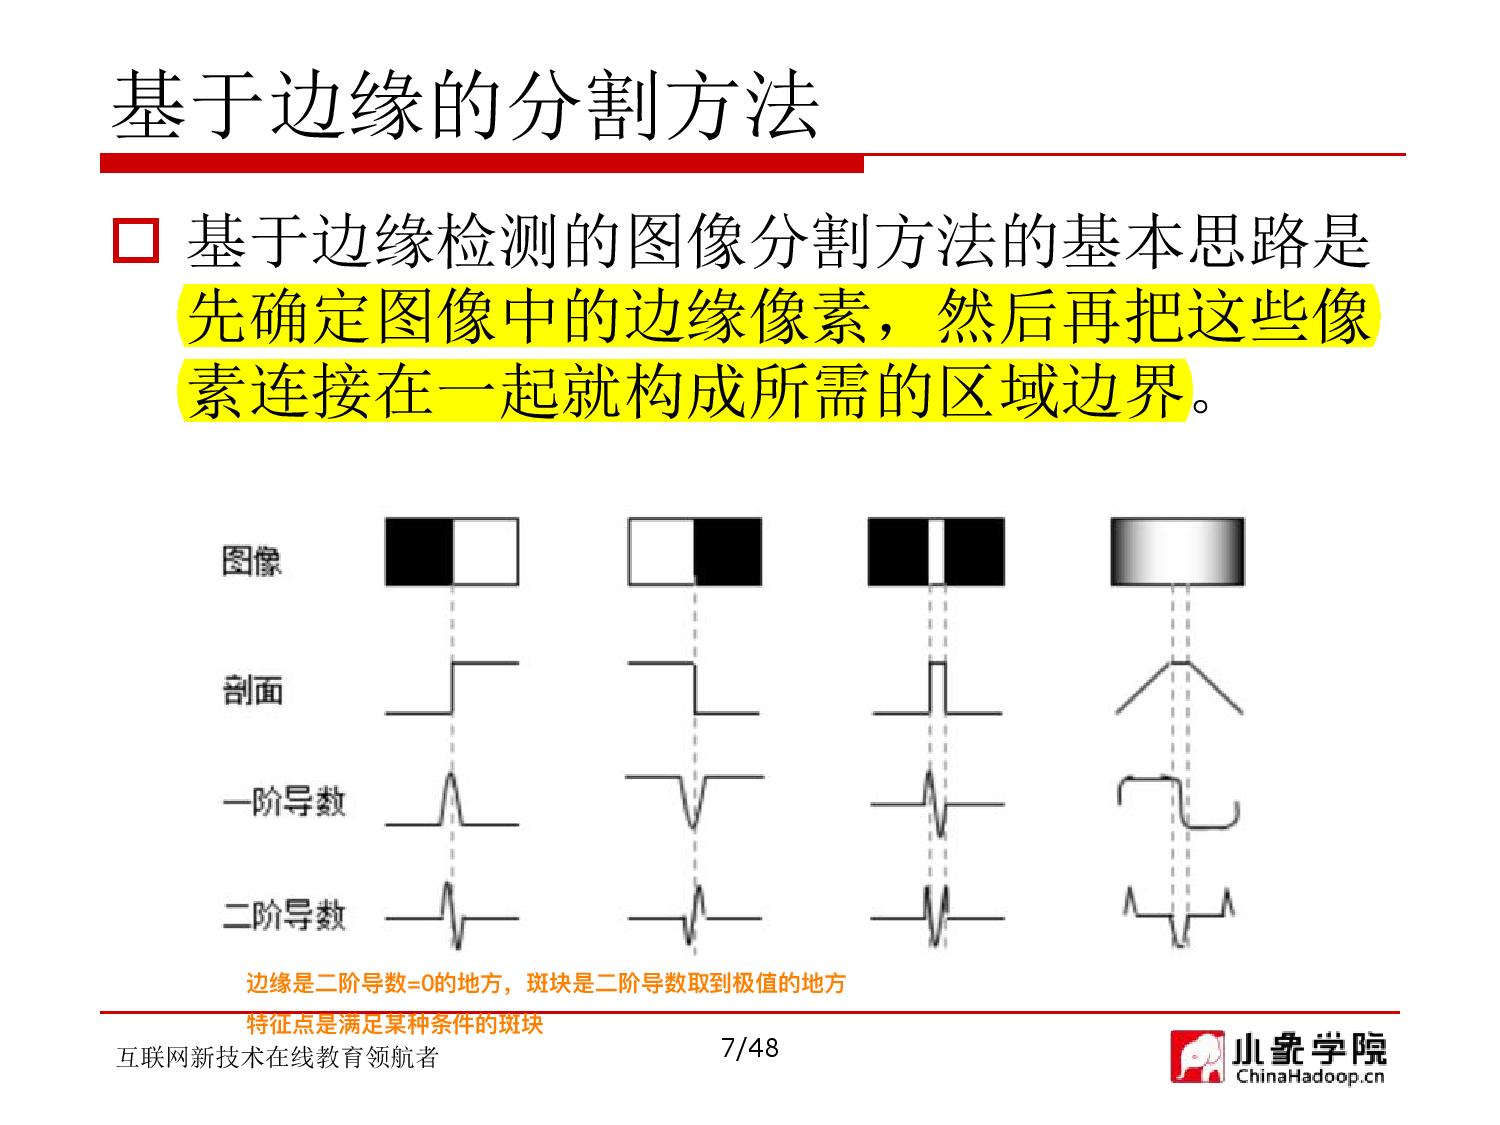 基于边缘的分割方法
基于边缘检测的图像分割方法的基本思路是
先确定图像中的边缘像素，然后再把这些像
素连接在一起就构成所需的区域边界。
图像
剖面
一阶导数
二阶导数
边缘是二阶导数=0的地方，斑块是二阶导数取到极值的地方
特征点是满足某种条件的斑块
互联网新技术在线教育领航者
7/48
小象学院
ChinaHadoop.cn